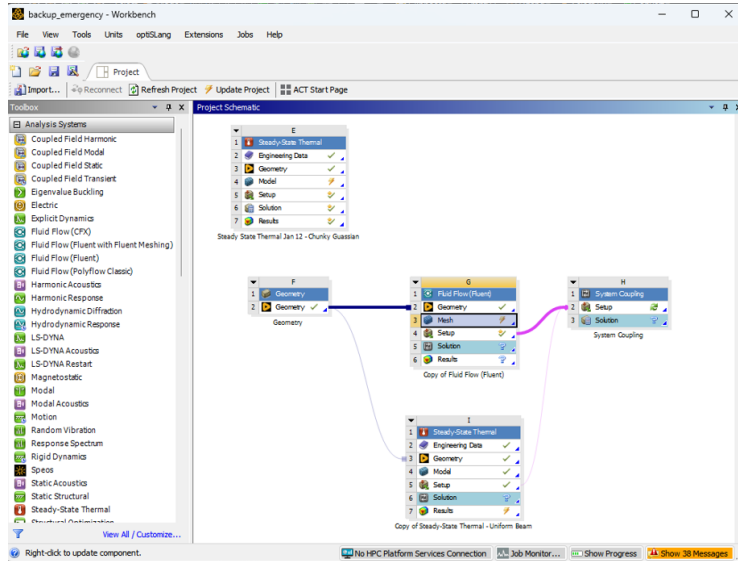 backup_emergency - Workbench
File View Tools Units optiSLang Extensions Jobs Help
Project
Import... Reconnect Refresh Project Update Project ACT Start Page
Toolbox
Project Schematic
Analysis Systems
Coupled Field Harmonic
Coupled Field Modal
Coupled Field Static
Coupled Field Transient
Eigenvalue Buckling
Electric
Explicit Dynamics
Fluid Flow (CFX)
Fluid Flow (Fluent with Fluent Meshing)
Fluid Flow (Fluent)
Fluid Flow (Polyflow Classic)
Harmonic Acoustics
Harmonic Response
Hydrodynamic Diffraction
Hydrodynamic Response
LS-DYNA
LS-DYNA Acoustics
LS-DYNA Restart
Magnetostatic
Modal
Modal Acoustics
Motion
Random Vibration
Response Spectrum
Rigid Dynamics
Speos
Static Acoustics
Static Structural
Steady-State Thermal
Structural Optimization
View All / Customize...
E
1 Steady-State Thermal
2 Engineering Data
3 Geometry
4 Model
5 Setup
6 Solution
7 Results
Steady State Thermal Jan 12 - Chunky Guassian
F
1 Geometry
2 Geometry
Geometry
G
1 Fluid Flow (Fluent)
2 Geometry
3 Mesh
4 Setup
5 Solution
6 Results
Copy of Fluid Flow (Fluent)
H
1 System Coupling
2 Setup
3 Solution
System Coupling
I
1 Steady-State Thermal
2 Engineering Data
3 Geometry
4 Model
5 Setup
6 Solution
7 Results
Copy of Steady-State Thermal - Uniform Beam
Right-click to update component.
No HPC Platform Services Connection Job Monitor... Show Progress Show 38 Messages